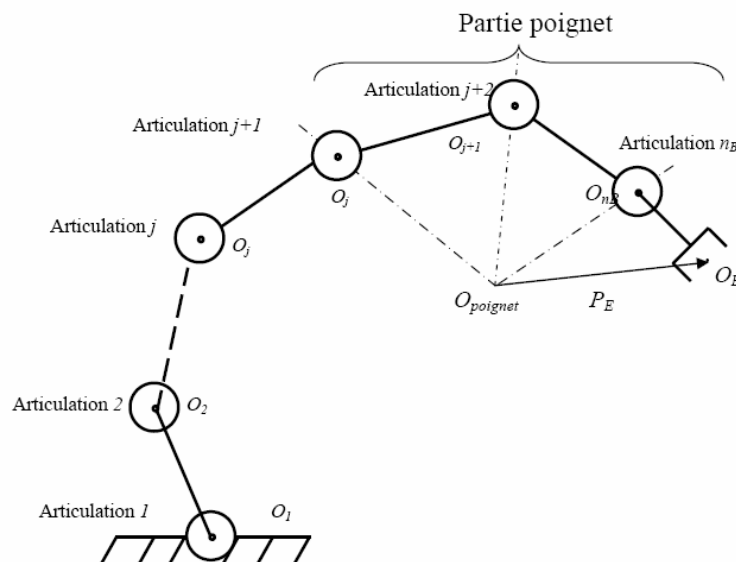 Partie poignet
Articulation j+2
Articulation j+1
O_{j+1}
Articulation n_B
O_j
O_{nB}
Articulation j
O_j
O_{poignet}
P_E
O_E
Articulation 2
O_2
Articulation 1
O_1